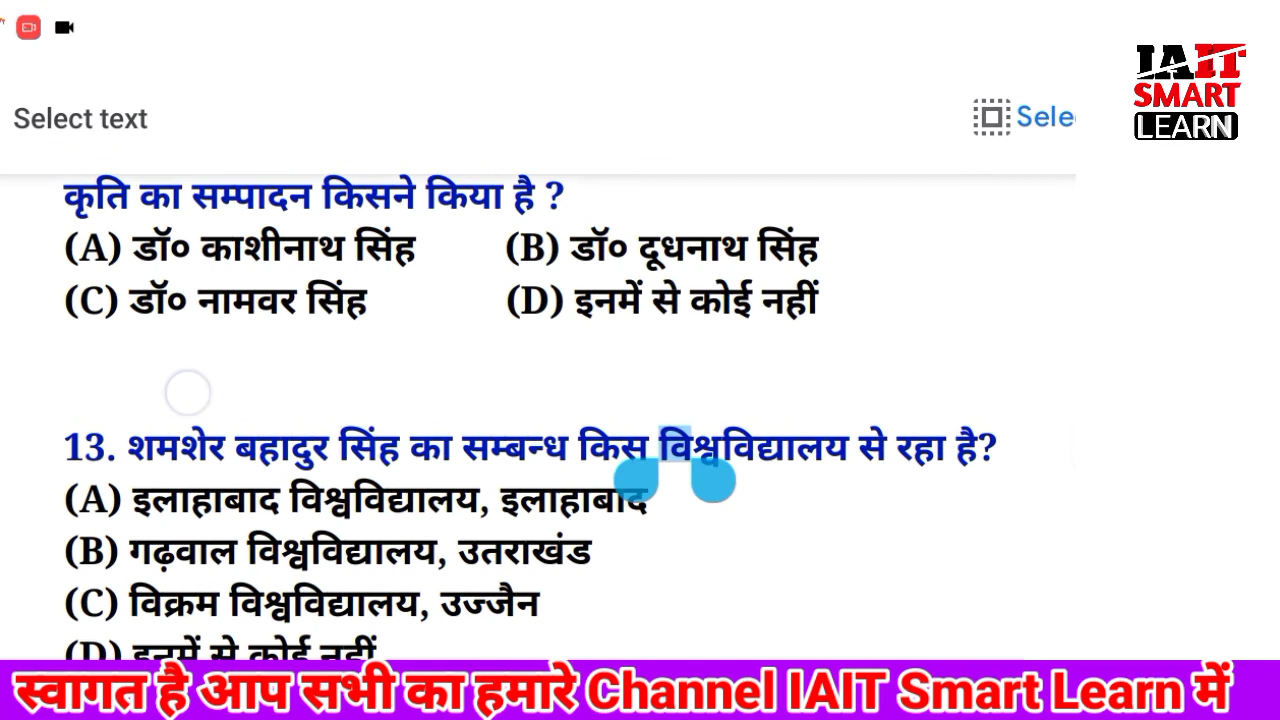 IAIT
SMART
LEARN
Select text
कृति का सम्पादन किसने किया है ?
(A) डॉ० काशीनाथ सिंह (B) डॉ० दूधनाथ सिंह
(C) डॉ० नामवर सिंह (D) इनमें से कोई नहीं
13. शमशेर बहादुर सिंह का सम्बन्ध किस विश्वविद्यालय से रहा है?
(A) इलाहाबाद विश्वविद्यालय, इलाहाबाद
(B) गढ़वाल विश्वविद्यालय, उतराखंड
(C) विक्रम विश्वविद्यालय, उज्जैन
(D) इनमें से कोई नहीं
स्वागत है आप सभी का हमारे Channel IAIT Smart Learn में